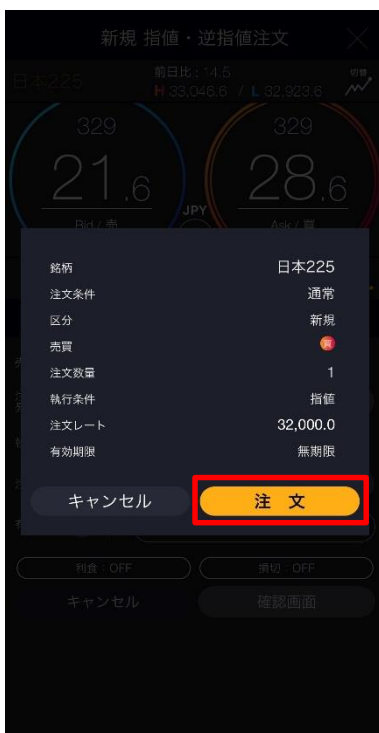 新規 指値・逆指値注文
日本225
前日比：14.5
H 33,046.6 / L 32,923.6
切替
329
329
21.6
28.6
JPY
Bid / 売
Ask / 買
銘柄 日本225
注文条件 通常
区分 新規
売買 買
注文数量 1
執行条件 指値
注文レート 32,000.0
有効期限 無期限
キャンセル 注 文
利食：OFF 損切：OFF
キャンセル 確認画面